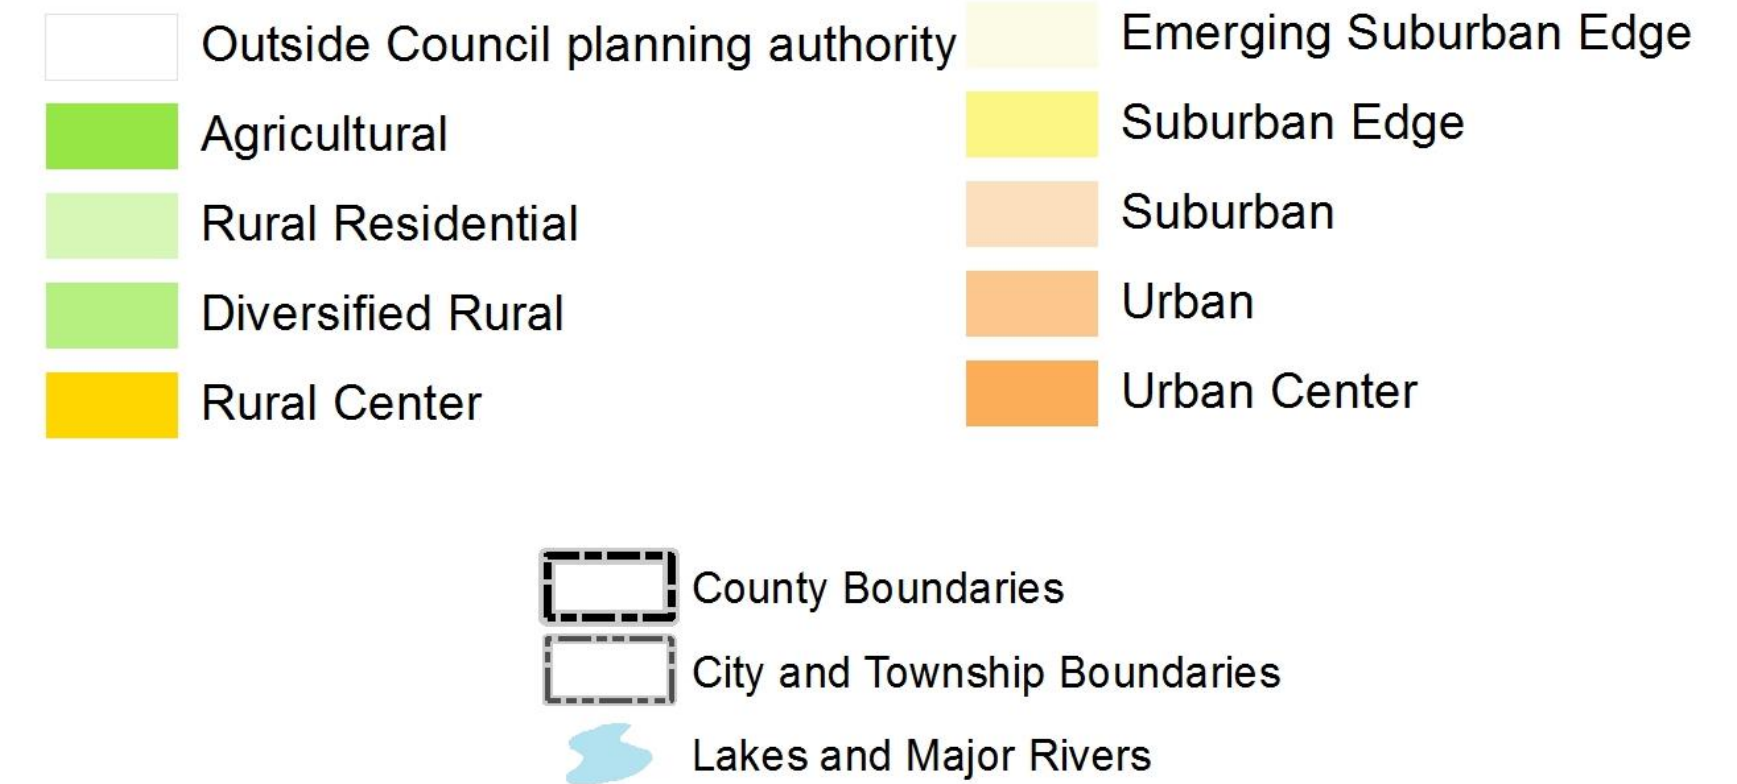 Outside Council planning authority
Agricultural
Rural Residential
Diversified Rural
Rural Center
Emerging Suburban Edge
Suburban Edge
Suburban
Urban
Urban Center
County Boundaries
City and Township Boundaries
Lakes and Major Rivers